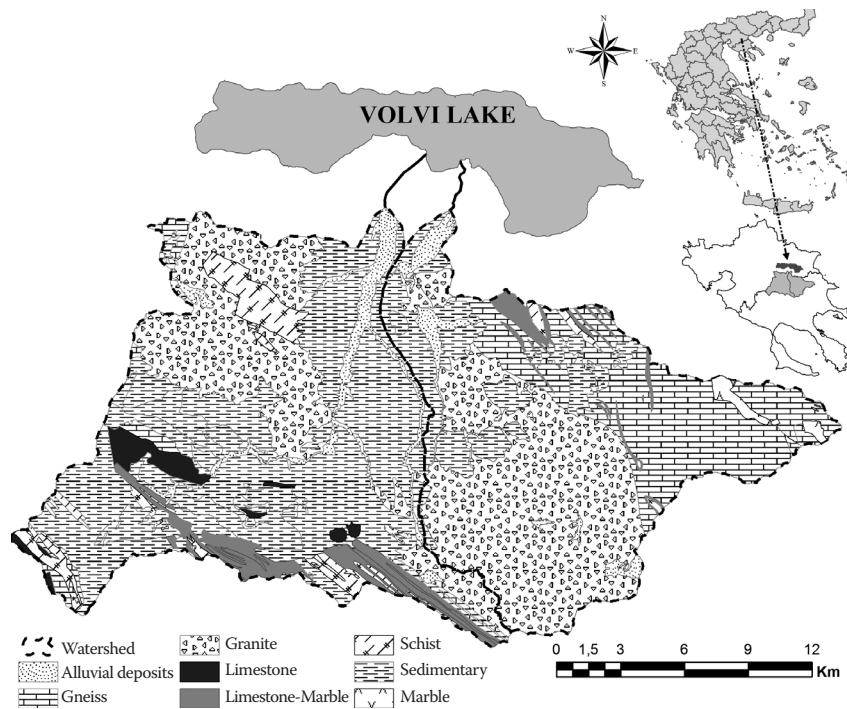 N
W E
S
VOLVI LAKE
Watershed
Alluvial deposits
Gneiss
Granite
Limestone
Limestone-Marble
Schist
Sedimentary
Marble
0 1,5 3 6 9 12
Km